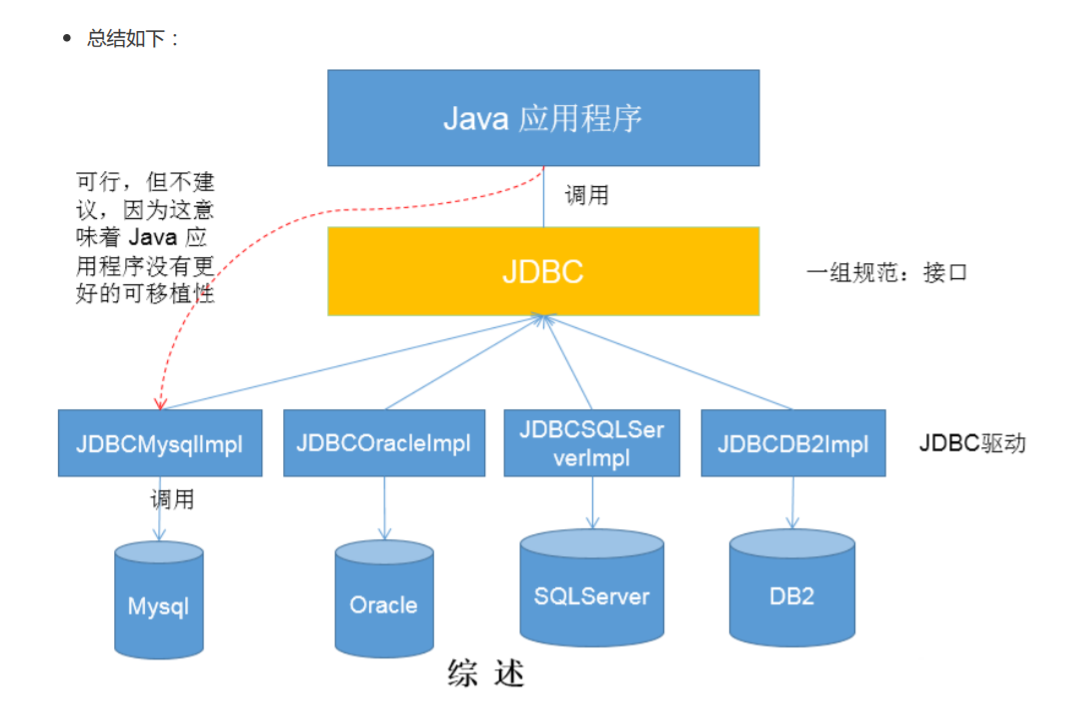 总结如下：
Java 应用程序
可行，但不建
议，因为这意
味着 Java 应
用程序没有更
好的可移植性
调用
JDBC
一组规范：接口
JDBCMysqlImpl
JDBCOracleImpl
JDBCSQLSer
verImpl
JDBCDB2Impl
JDBC驱动
调用
Mysql
Oracle
SQLServer
DB2
综 述